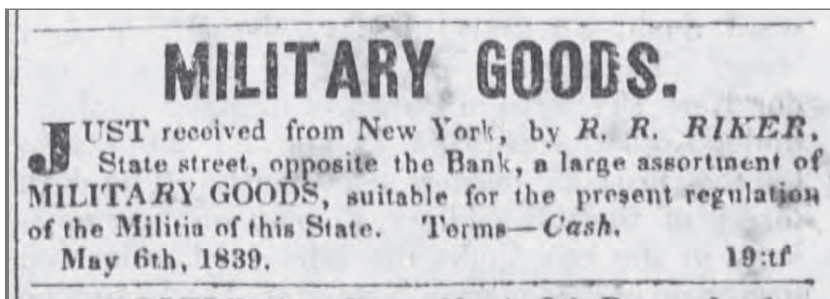 MILITARY GOODS.
JUST received from New York, by R. R. RIKER,
State street, opposite the Bank, a large assortment of
MILITARY GOODS, suitable for the present regulation
of the Militia of this State. Terms—Cash.
May 6th, 1839. 19:tf